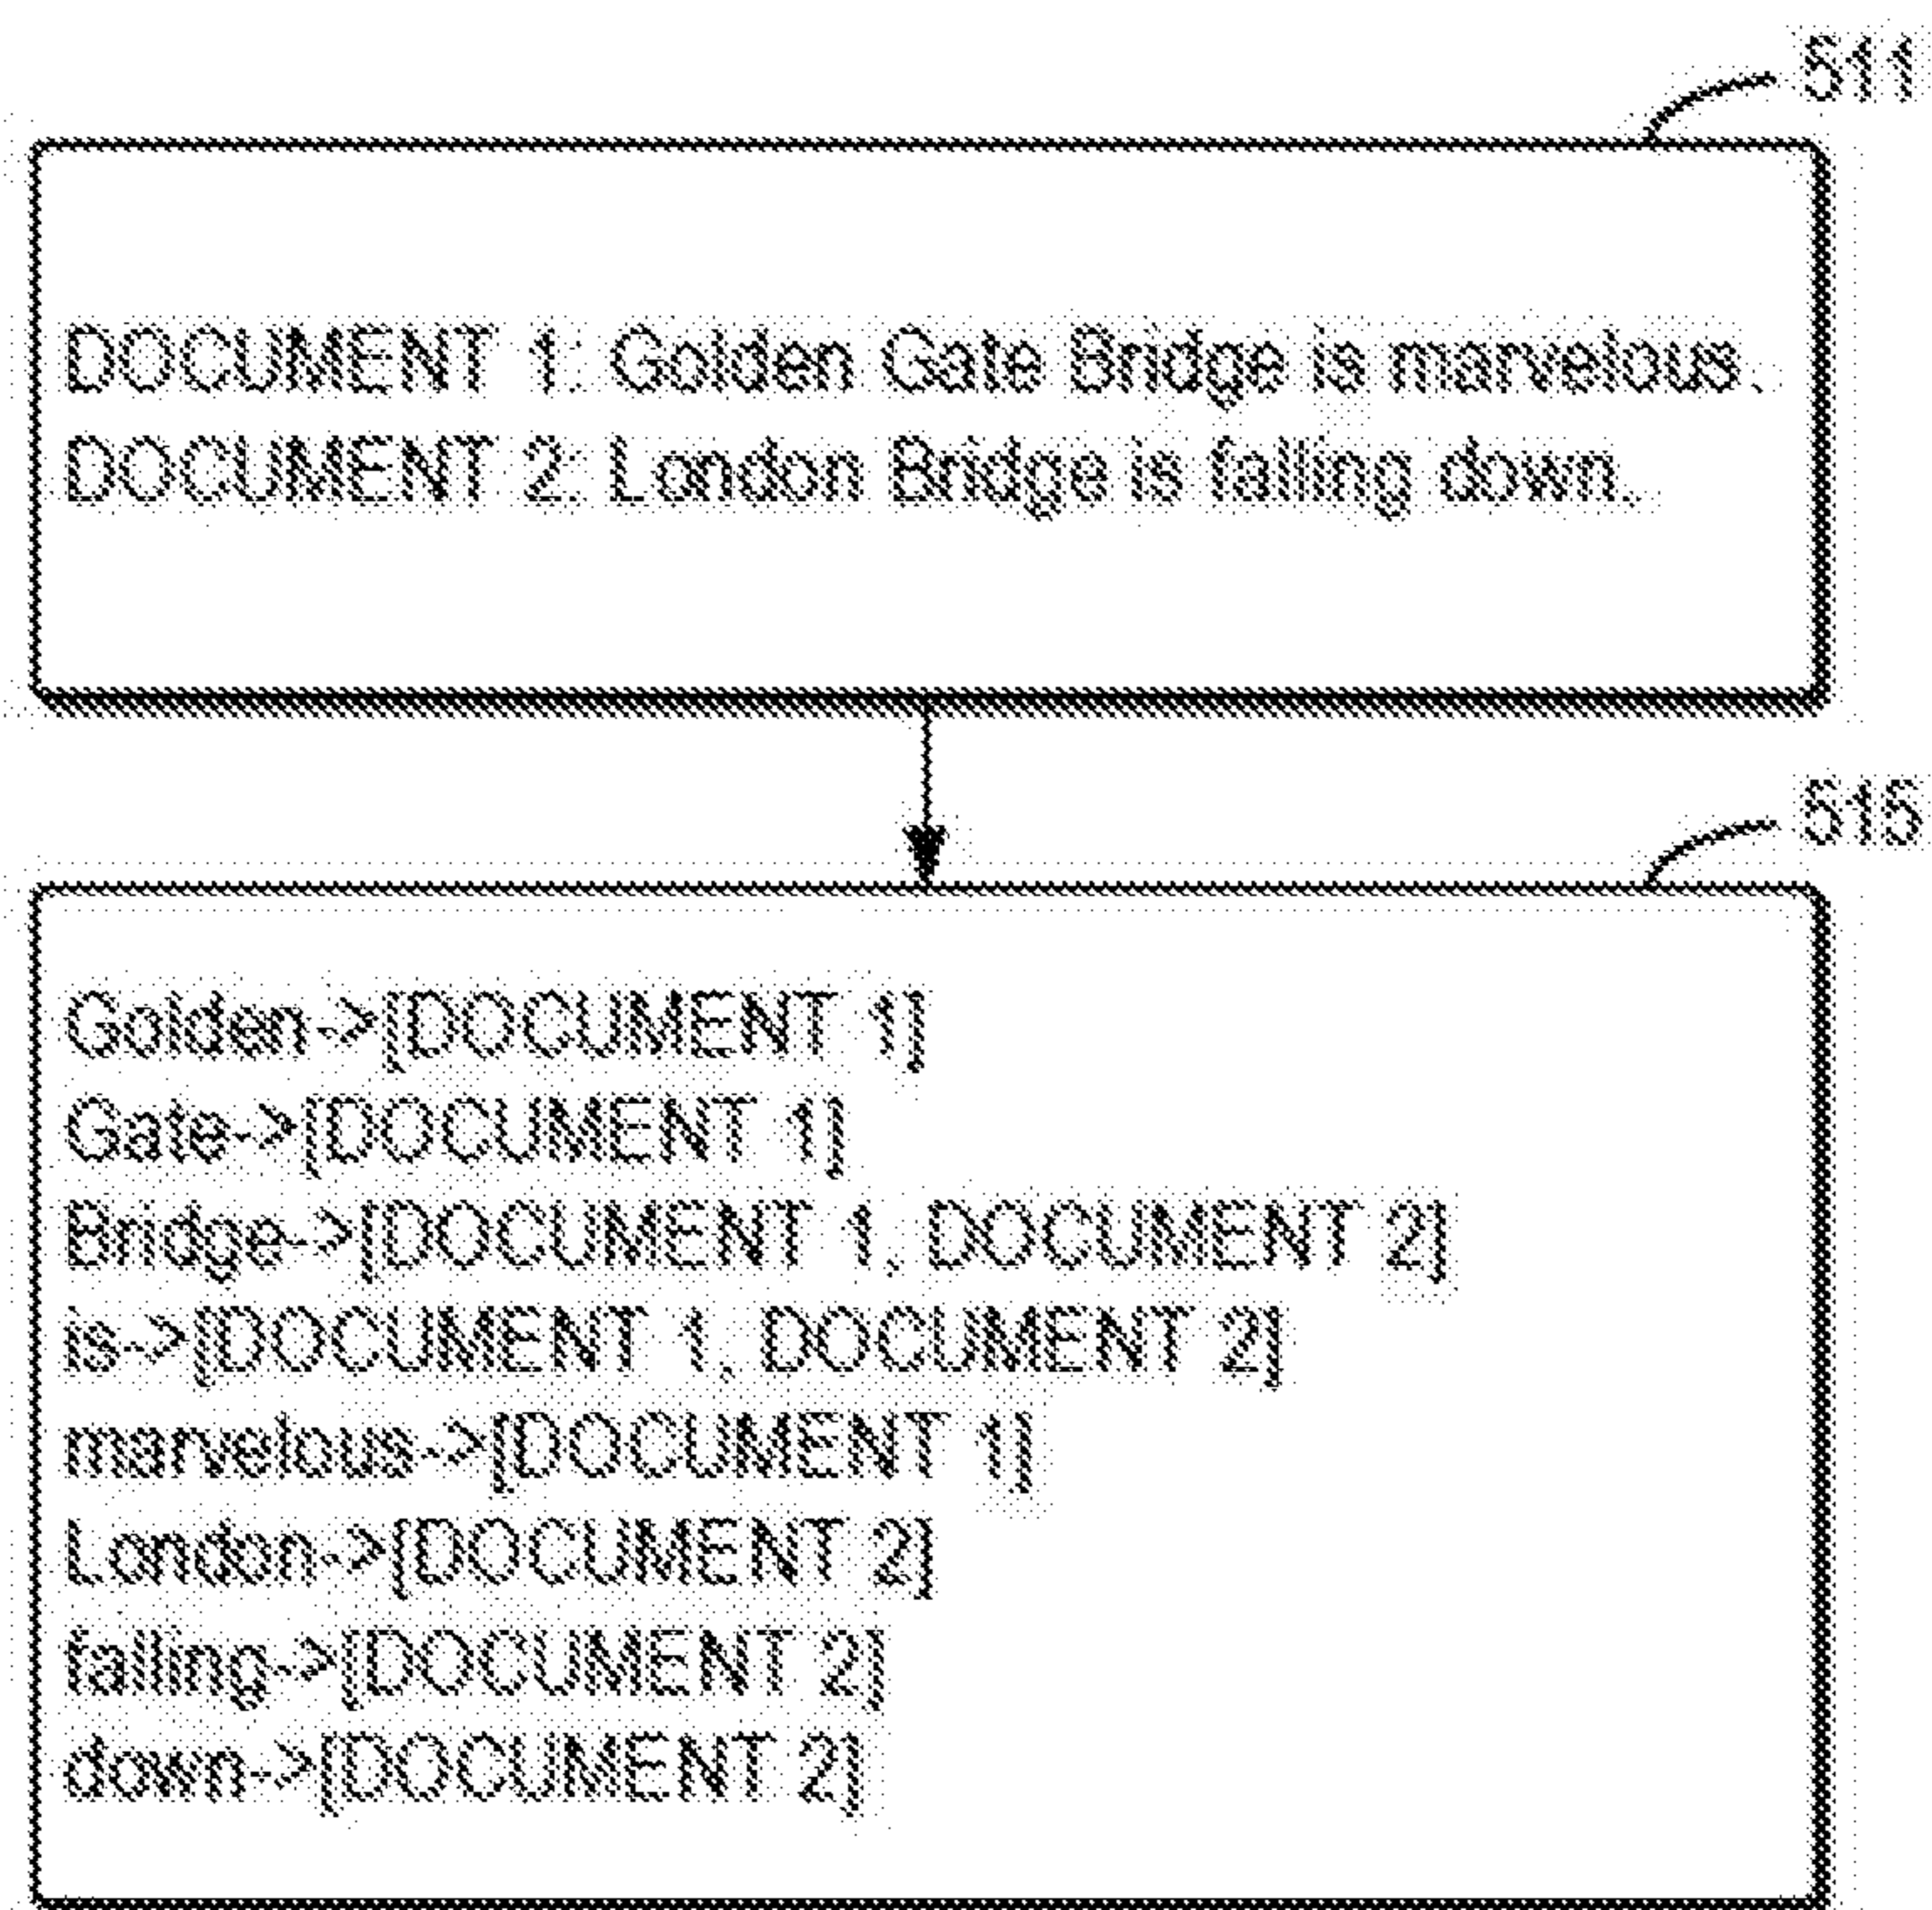 511
DOCUMENT 1: Golden Gate Bridge is marvelous.
DOCUMENT 2: London Bridge is falling down.
515
Golden->[DOCUMENT 1]
Gate->[DOCUMENT 1]
Bridge->[DOCUMENT 1, DOCUMENT 2]
is->[DOCUMENT 1, DOCUMENT 2]
marvelous->[DOCUMENT 1]
London->[DOCUMENT 2]
falling->[DOCUMENT 2]
down->[DOCUMENT 2]